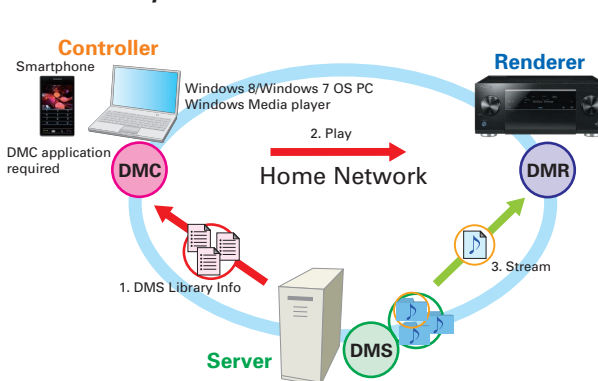 Controller
Smartphone
Windows 8/Windows 7 OS PC
Windows Media player
DMC application
required
DMC
Renderer
2. Play
Home Network
DMR
1. DMS Library Info
3. Stream
Server
DMS